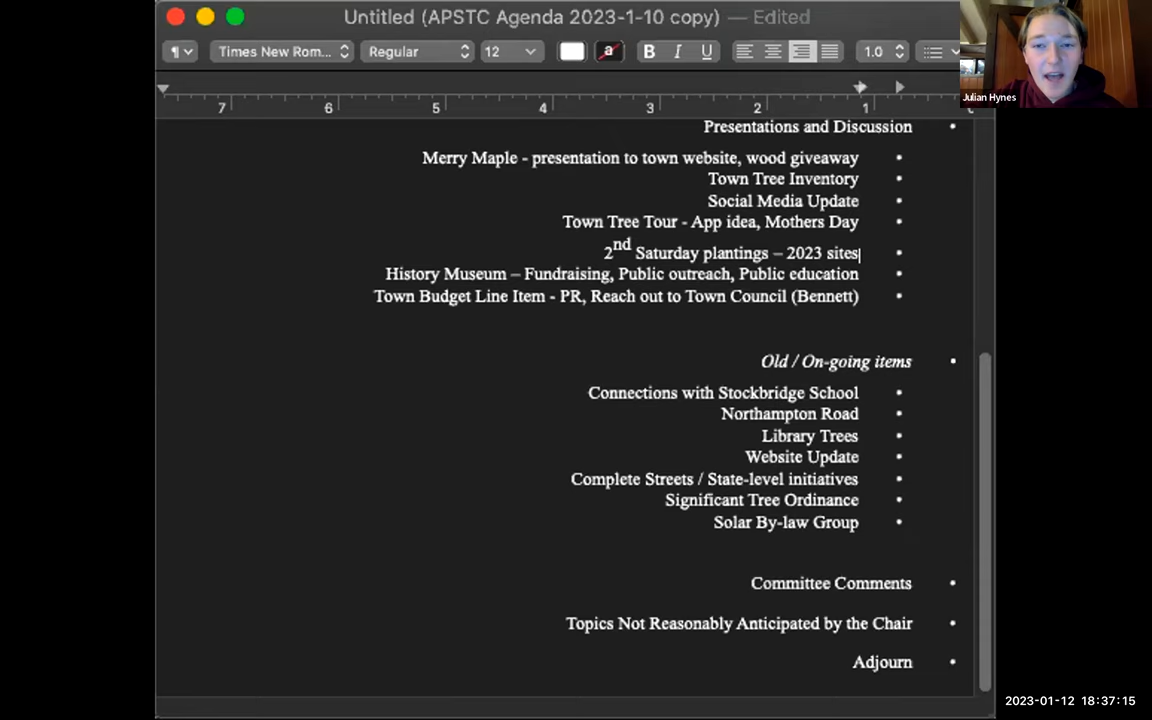 Untitled (APSTC Agenda 2023-1-10 copy) — Edited
¶ Times New Rom... Regular 12 a B I U 1.0
Julian Hynes
7 6 5 4 3 2 1
Presentations and Discussion •
Merry Maple - presentation to town website, wood giveaway •
Town Tree Inventory •
Social Media Update •
Town Tree Tour - App idea, Mothers Day •
2nd Saturday plantings – 2023 sites •
History Museum – Fundraising, Public outreach, Public education •
Town Budget Line Item - PR, Reach out to Town Council (Bennett) •
Old / On-going items •
Connections with Stockbridge School •
Northampton Road •
Library Trees •
Website Update •
Complete Streets / State-level initiatives •
Significant Tree Ordinance •
Solar By-law Group •
Committee Comments •
Topics Not Reasonably Anticipated by the Chair •
Adjourn •
2023-01-12 18:37:15